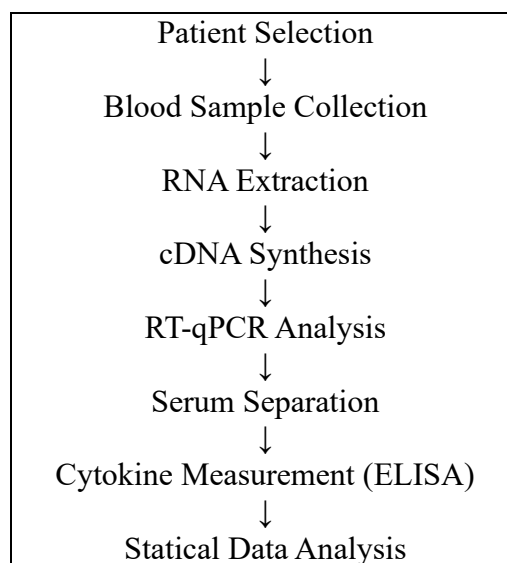 Patient Selection
↓
Blood Sample Collection
↓
RNA Extraction
↓
cDNA Synthesis
↓
RT-qPCR Analysis
↓
Serum Separation
↓
Cytokine Measurement (ELISA)
↓
Statical Data Analysis